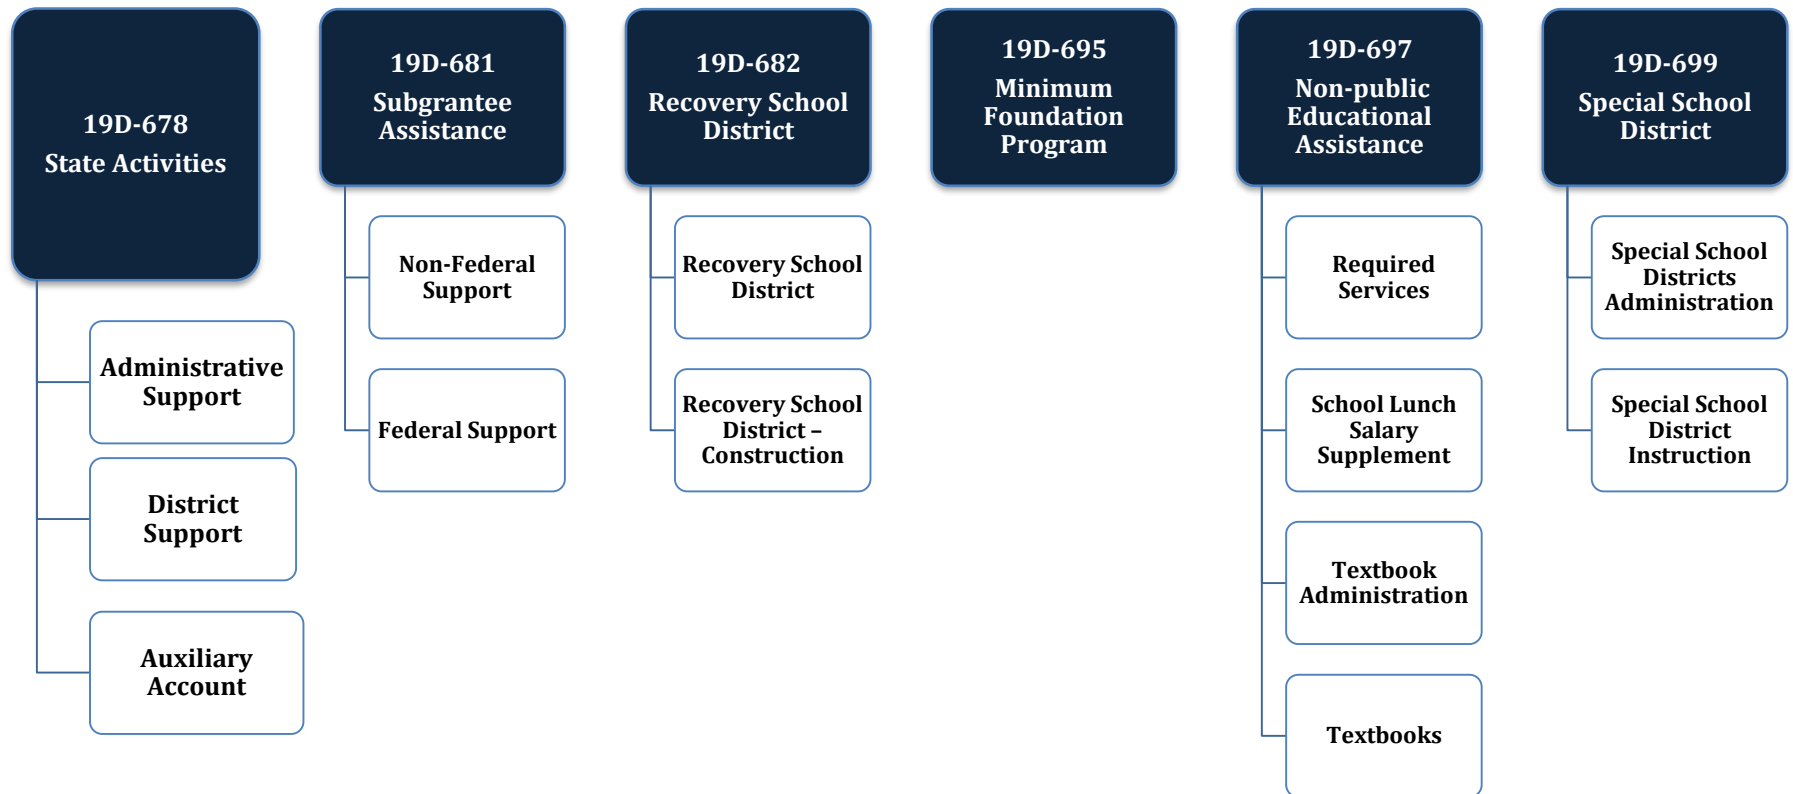 19D-678
State Activities
Administrative
Support
District
Support
Auxiliary
Account
19D-681
Subgrantee
Assistance
Non-Federal
Support
Federal Support
19D-682
Recovery School
District
Recovery School
District
Recovery School
District –
Construction
19D-695
Minimum
Foundation
Program
19D-697
Non-public
Educational
Assistance
Required
Services
School Lunch
Salary
Supplement
Textbook
Administration
Textbooks
19D-699
Special School
District
Special School
Districts
Administration
Special School
District
Instruction